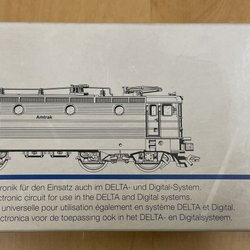 Amtrak
ronik für den Einsatz auch im DELTA- und Digital-System.
ctronic circuit for use in the DELTA and Digital systems.
universelle pour utilisation également en système DELTA et Digital.
ectronica voor de toepassing ook in het DELTA- en Digitalsysteem.